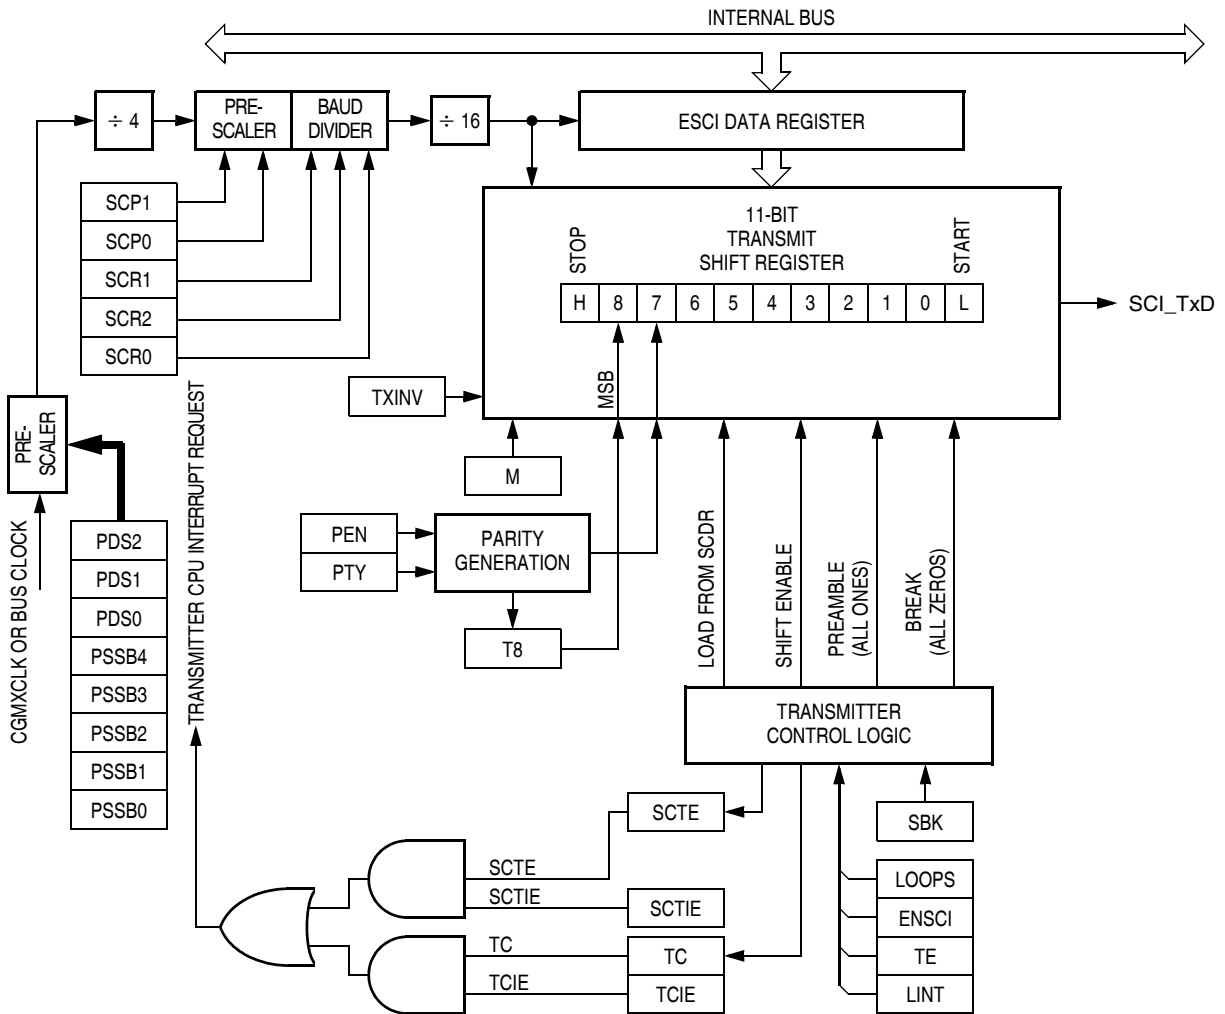 INTERNAL BUS
÷ 4
PRE-
SCALER
BAUD
DIVIDER
÷ 16
ESCI DATA REGISTER
SCP1
SCP0
SCR1
SCR2
SCR0
11-BIT
TRANSMIT
SHIFT REGISTER
STOP
START
H 8 7 6 5 4 3 2 1 0 L
SCI_TxD
TXINV
MSB
M
PRE-
SCALER
CGMXCLK OR BUS CLOCK
TRANSMITTER CPU INTERRUPT REQUEST
PDS2
PDS1
PDS0
PSSB4
PSSB3
PSSB2
PSSB1
PSSB0
PEN
PTY
PARITY
GENERATION
T8
LOAD FROM SCDR
SHIFT ENABLE
PREAMBLE
(ALL ONES)
BREAK
(ALL ZEROS)
TRANSMITTER
CONTROL LOGIC
SCTE
SBK
SCTE
SCTIE
SCTIE
TC
TC
TCIE
TCIE
LOOPS
ENSCI
TE
LINT